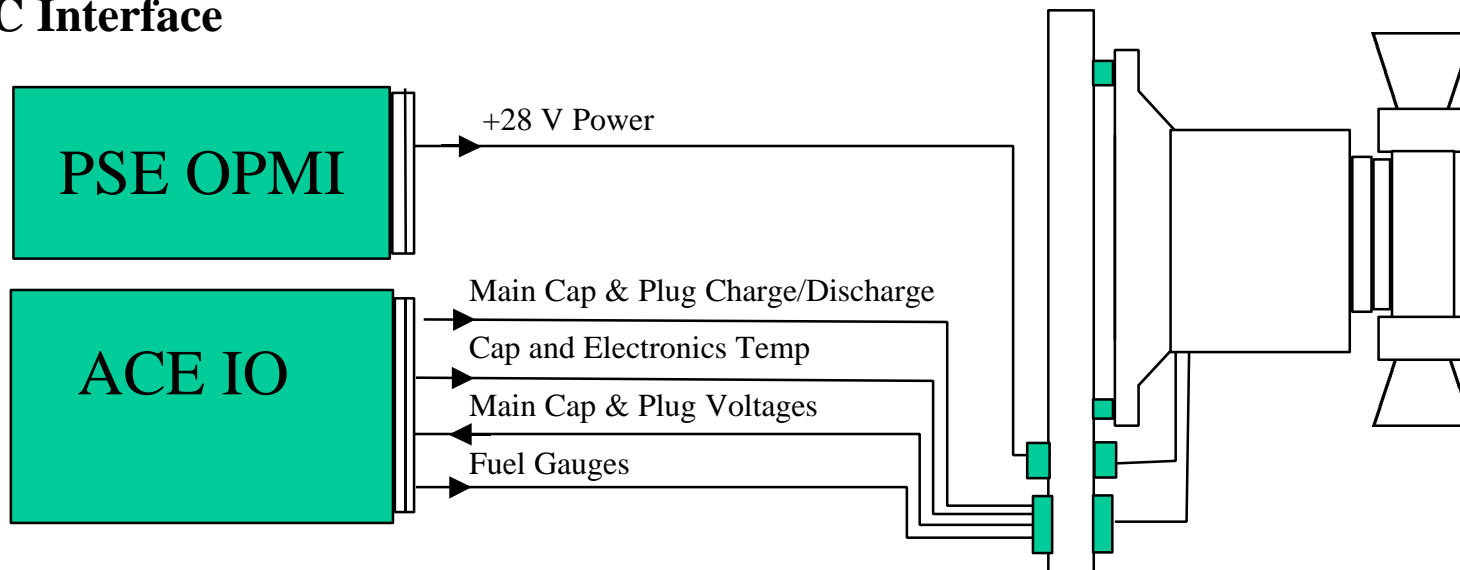 C Interface
+28 V Power
PSE OPMI
Main Cap & Plug Charge/Discharge
Cap and Electronics Temp
ACE IO
Main Cap & Plug Voltages
Fuel Gauges